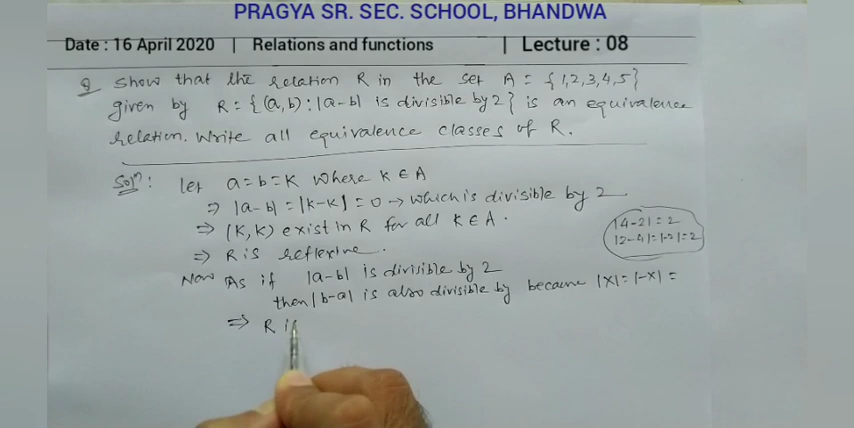 PRAGYA SR. SEC. SCHOOL, BHANDWA
Date : 16 April 2020 | Relations and functions | Lecture : 08
Q Show that the relation R in the set A = {1,2,3,4,5}
given by R = {(a,b) : |a-b| is divisible by 2} is an equivalence
relation. Write all equivalence classes of R.
Soln : let a = b = K where K ∈ A
⇒ |a-b| = |K-K| = 0 → which is divisible by 2
⇒ (K,K) exist in R for all K ∈ A.
⇒ R is reflexive.
|4-2| = 2
|2-4| = |-2| = 2
Now As if |a-b| is divisible by 2
then |b-a| is also divisible by because |x| = |-x| =
⇒ R i